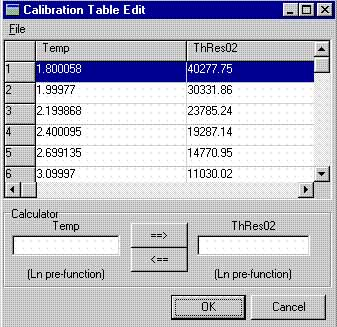 Calibration Table Edit
File
Temp ThRes02
1 1.800058 40277.75
2 1.99977 30331.86
3 2.199868 23785.24
4 2.400095 19287.14
5 2.699135 14770.95
6 3.09997 11030.02
Calculator
Temp ==> ThRes02
<==
(Ln pre-function) (Ln pre-function)
OK Cancel